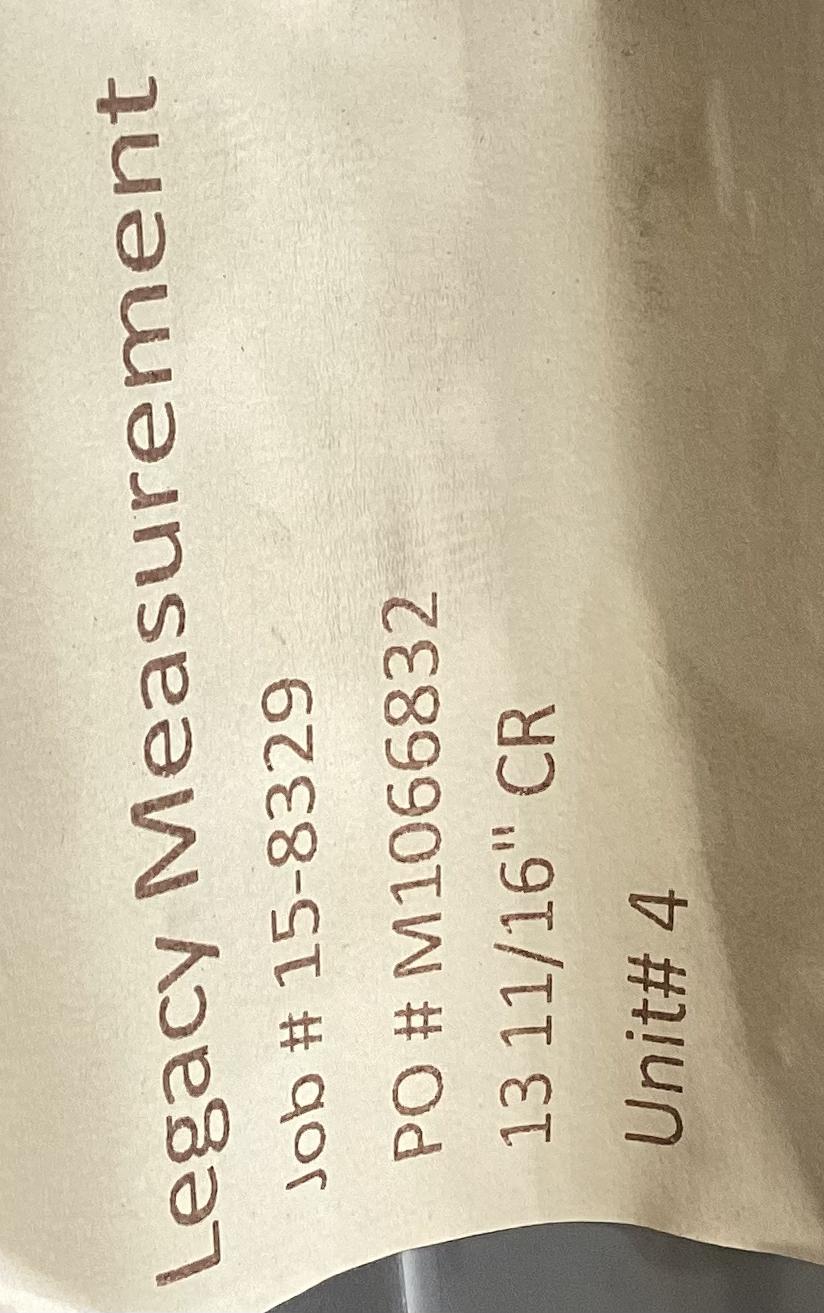 Legacy Measurement
Job # 15-8329
PO # M1066832
13 11/16" CR
Unit# 4